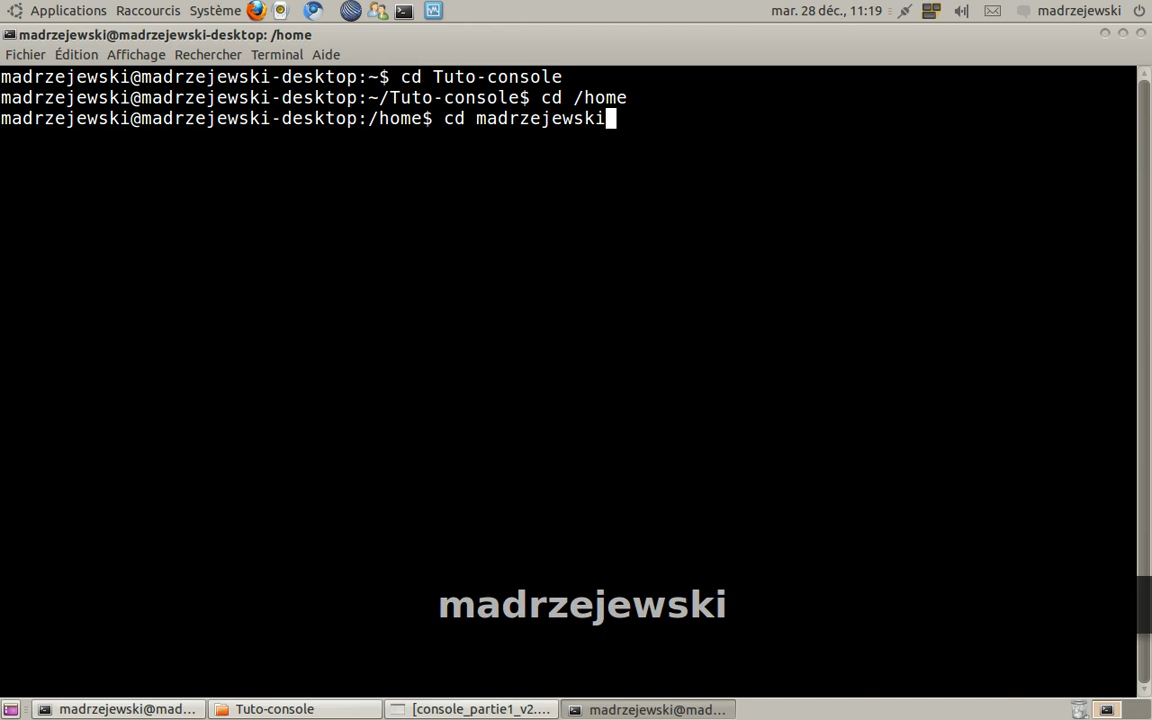 Applications Raccourcis Système mar. 28 déc., 11:19 madrzejewski
madrzejewski@madrzejewski-desktop: /home
Fichier Édition Affichage Rechercher Terminal Aide
madrzejewski@madrzejewski-desktop:~$ cd Tuto-console
madrzejewski@madrzejewski-desktop:~/Tuto-console$ cd /home
madrzejewski@madrzejewski-desktop:/home$ cd madrzejewski
madrzejewski
madrzejewski@mad... Tuto-console [console_partie1_v2.... madrzejewski@mad...